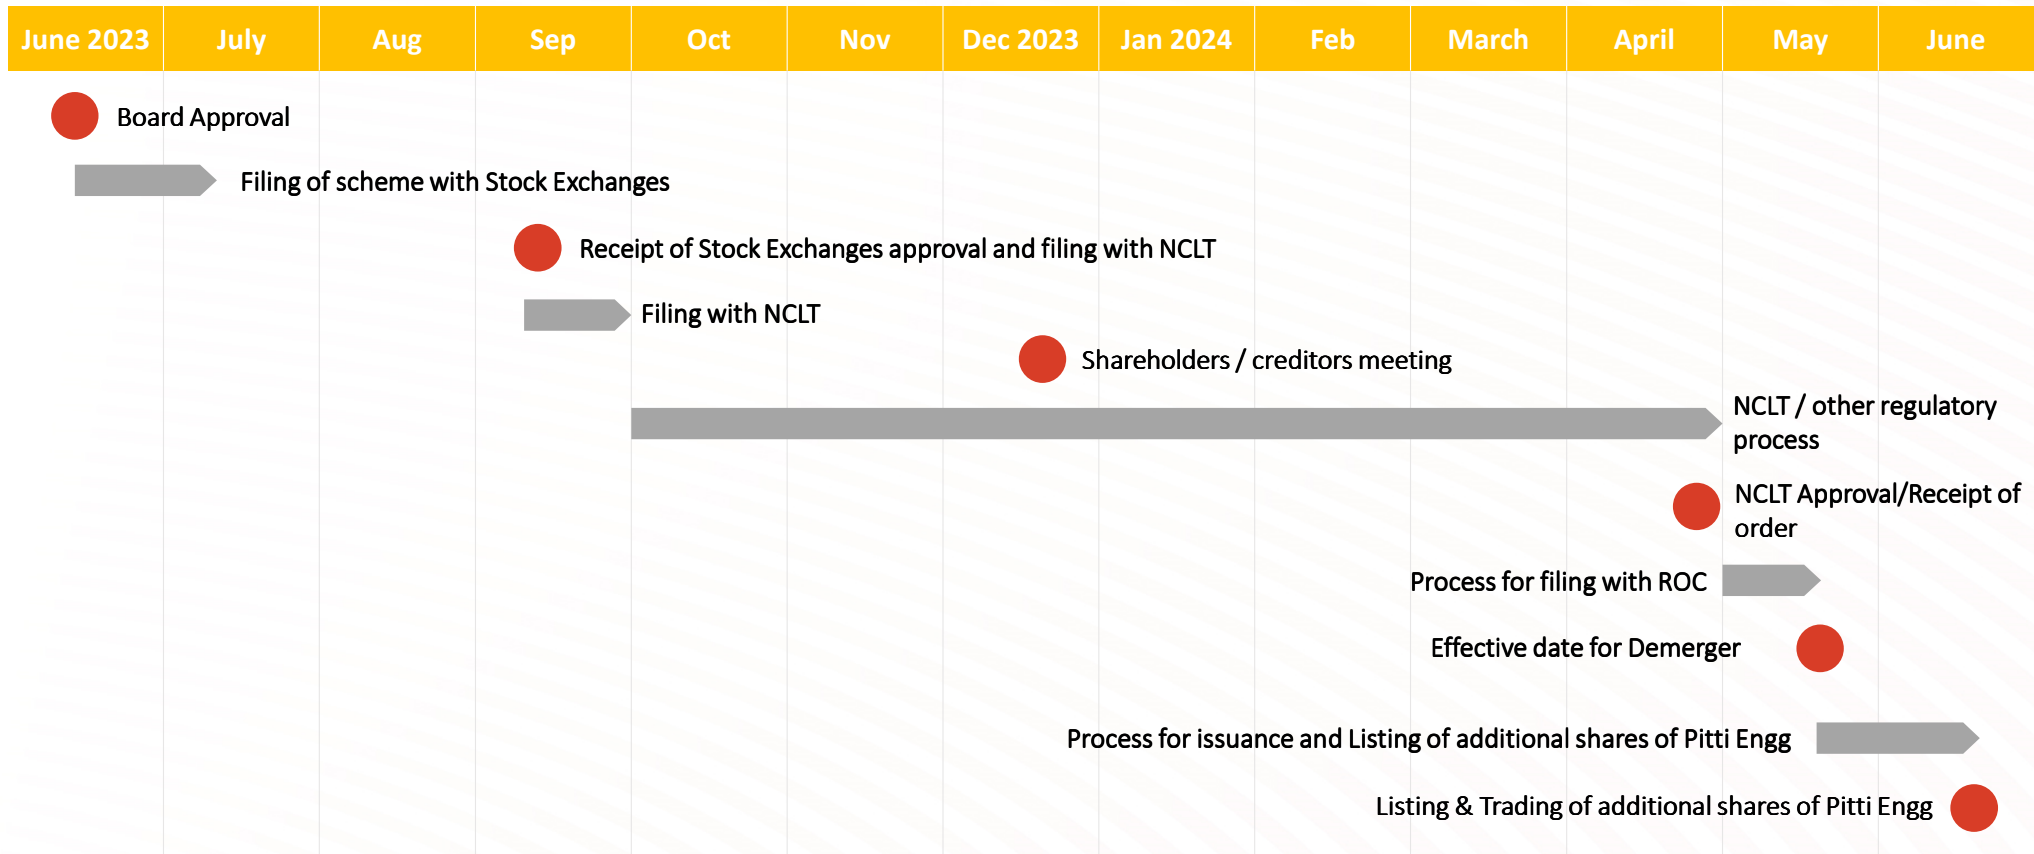 June 2023 July Aug Sep Oct Nov Dec 2023 Jan 2024 Feb March April May June
Board Approval
Filing of scheme with Stock Exchanges
Receipt of Stock Exchanges approval and filing with NCLT
Filing with NCLT
Shareholders / creditors meeting
NCLT / other regulatory
process
NCLT Approval/Receipt of
order
Process for filing with ROC
Effective date for Demerger
Process for issuance and Listing of additional shares of Pitti Engg
Listing & Trading of additional shares of Pitti Engg